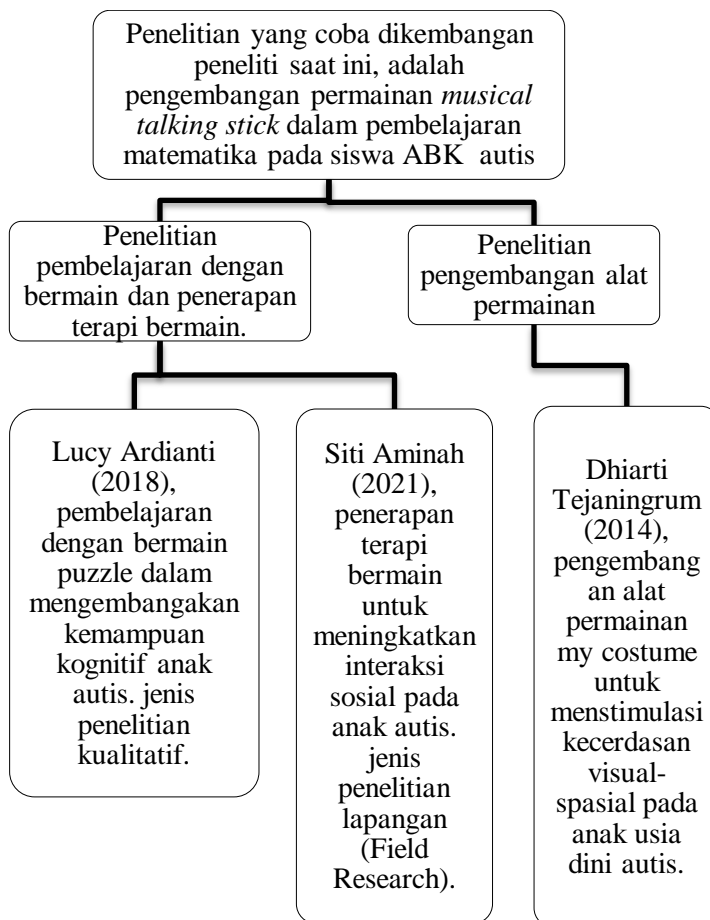 Penelitian yang coba dikembangan
peneliti saat ini, adalah
pengembangan permainan musical
talking stick dalam pembelajaran
matematika pada siswa ABK autis
Penelitian
pembelajaran dengan
bermain dan penerapan
terapi bermain.
Penelitian
pengembangan alat
permainan
Lucy Ardianti
(2018),
pembelajaran
dengan bermain
puzzle dalam
mengembangakan
kemampuan
kognitif anak
autis. jenis
penelitian
kualitatif.
Siti Aminah
(2021),
penerapan
terapi
bermain
untuk
meningkatkan
interaksi
sosial pada
anak autis.
jenis
penelitian
lapangan
(Field
Research).
Dhiarti
Tejaningrum
(2014),
pengembang
an alat
permainan
my costume
untuk
menstimulasi
kecerdasan
visual-
spasial pada
anak usia
dini autis.